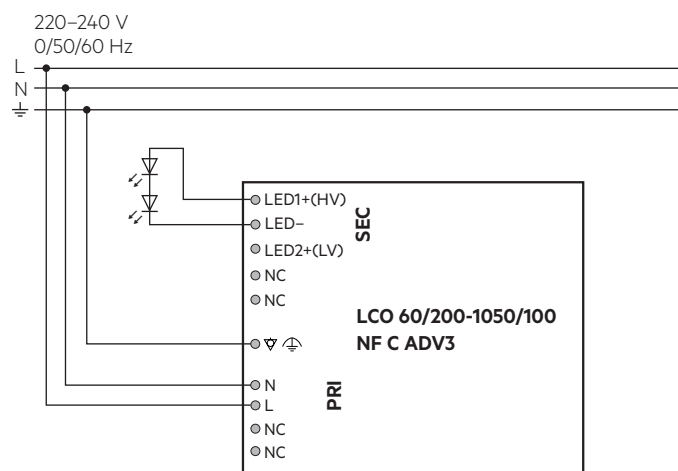 220–240 V
0/50/60 Hz
L
N
LED1+(HV)
LED–
LED2+(LV)
NC
NC
SEC
LCO 60/200-1050/100
NF C ADV3
N
L
NC
NC
PRI